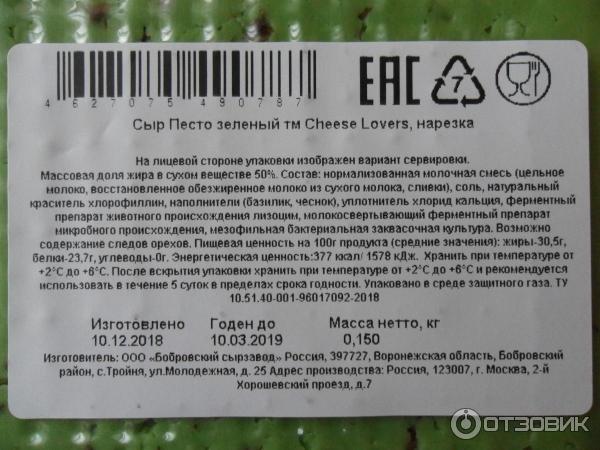 4 627075 490787
EAC
7
Сыр Песто зеленый тм Cheese Lovers, нарезка
На лицевой стороне упаковки изображен вариант сервировки.
Массовая доля жира в сухом веществе 50%. Состав: нормализованная молочная смесь (цельное
молоко, восстановленное обезжиренное молоко из сухого молока, сливки), соль, натуральный
краситель хлорофиллин, наполнители (базилик, чеснок), уплотнитель хлорид кальция, ферментный
препарат животного происхождения лизоцим, молокосвертывающий ферментный препарат
микробного происхождения, мезофильная бактериальная заквасочная культура. Возможно
содержание следов орехов. Пищевая ценность на 100г продукта (средние значения): жиры-30,5г,
белки-23,7г, углеводы-0г. Энергетическая ценность:377 ккал/ 1578 кДж. Хранить при температуре от
+2°С до +6°С. После вскрытия упаковки хранить при температуре от +2°С до +6°С и рекомендуется
использовать в течение 5 суток в пределах срока годности. Упаковано в среде защитного газа. ТУ
10.51.40-001-96017092-2018
Изготовлено Годен до Масса нетто, кг
10.12.2018 10.03.2019 0,150
Изготовитель: ООО «Бобровский сырзавод» Россия, 397727, Воронежская область, Бобровский
район, с.Тройня, ул.Молодежная, д. 25 Адрес производства: Россия, 123007, г. Москва, 2-й
Хорошевский проезд, д.7
ОТЗОВИК